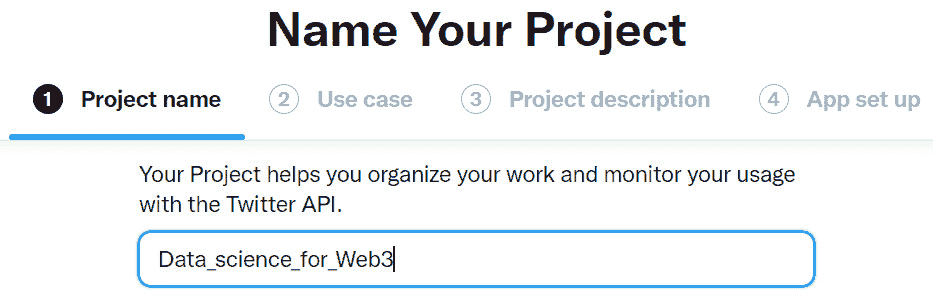 Name Your Project
1 Project name 2 Use case 3 Project description 4 App set up
Your Project helps you organize your work and monitor your usage
with the Twitter API.
Data_science_for_Web3